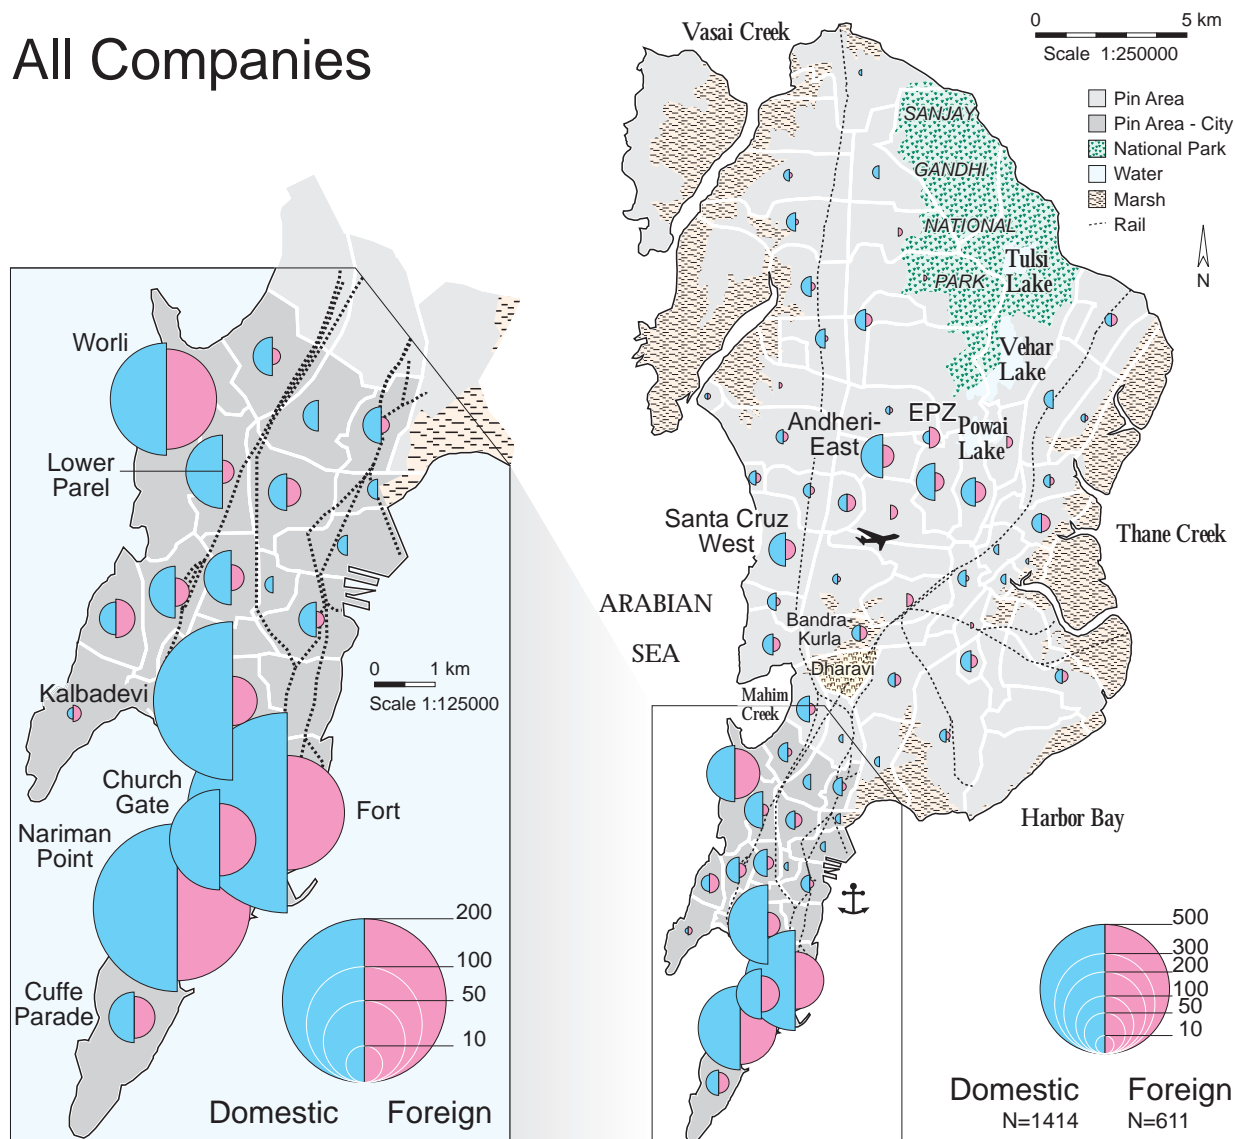 All Companies
Vasai Creek
0 5 km
Scale 1:250000
Pin Area
Pin Area - City
National Park
Water
Marsh
Rail
N
SANJAY
GANDHI
NATIONAL
PARK
Tulsi
Lake
Vehar
Lake
EPZ
Powai
Lake
Andheri-
East
Santa Cruz
West
Thane Creek
ARABIAN
SEA
Bandra-
Kurla
Dharavi
Mahim
Creek
Harbor Bay
Worli
Lower
Parel
Kalbadevi
0 1 km
Scale 1:125000
Church
Gate
Fort
Nariman
Point
Cuffe
Parade
200
100
50
10
Domestic Foreign
500
300
200
100
50
10
Domestic Foreign
N=1414 N=611